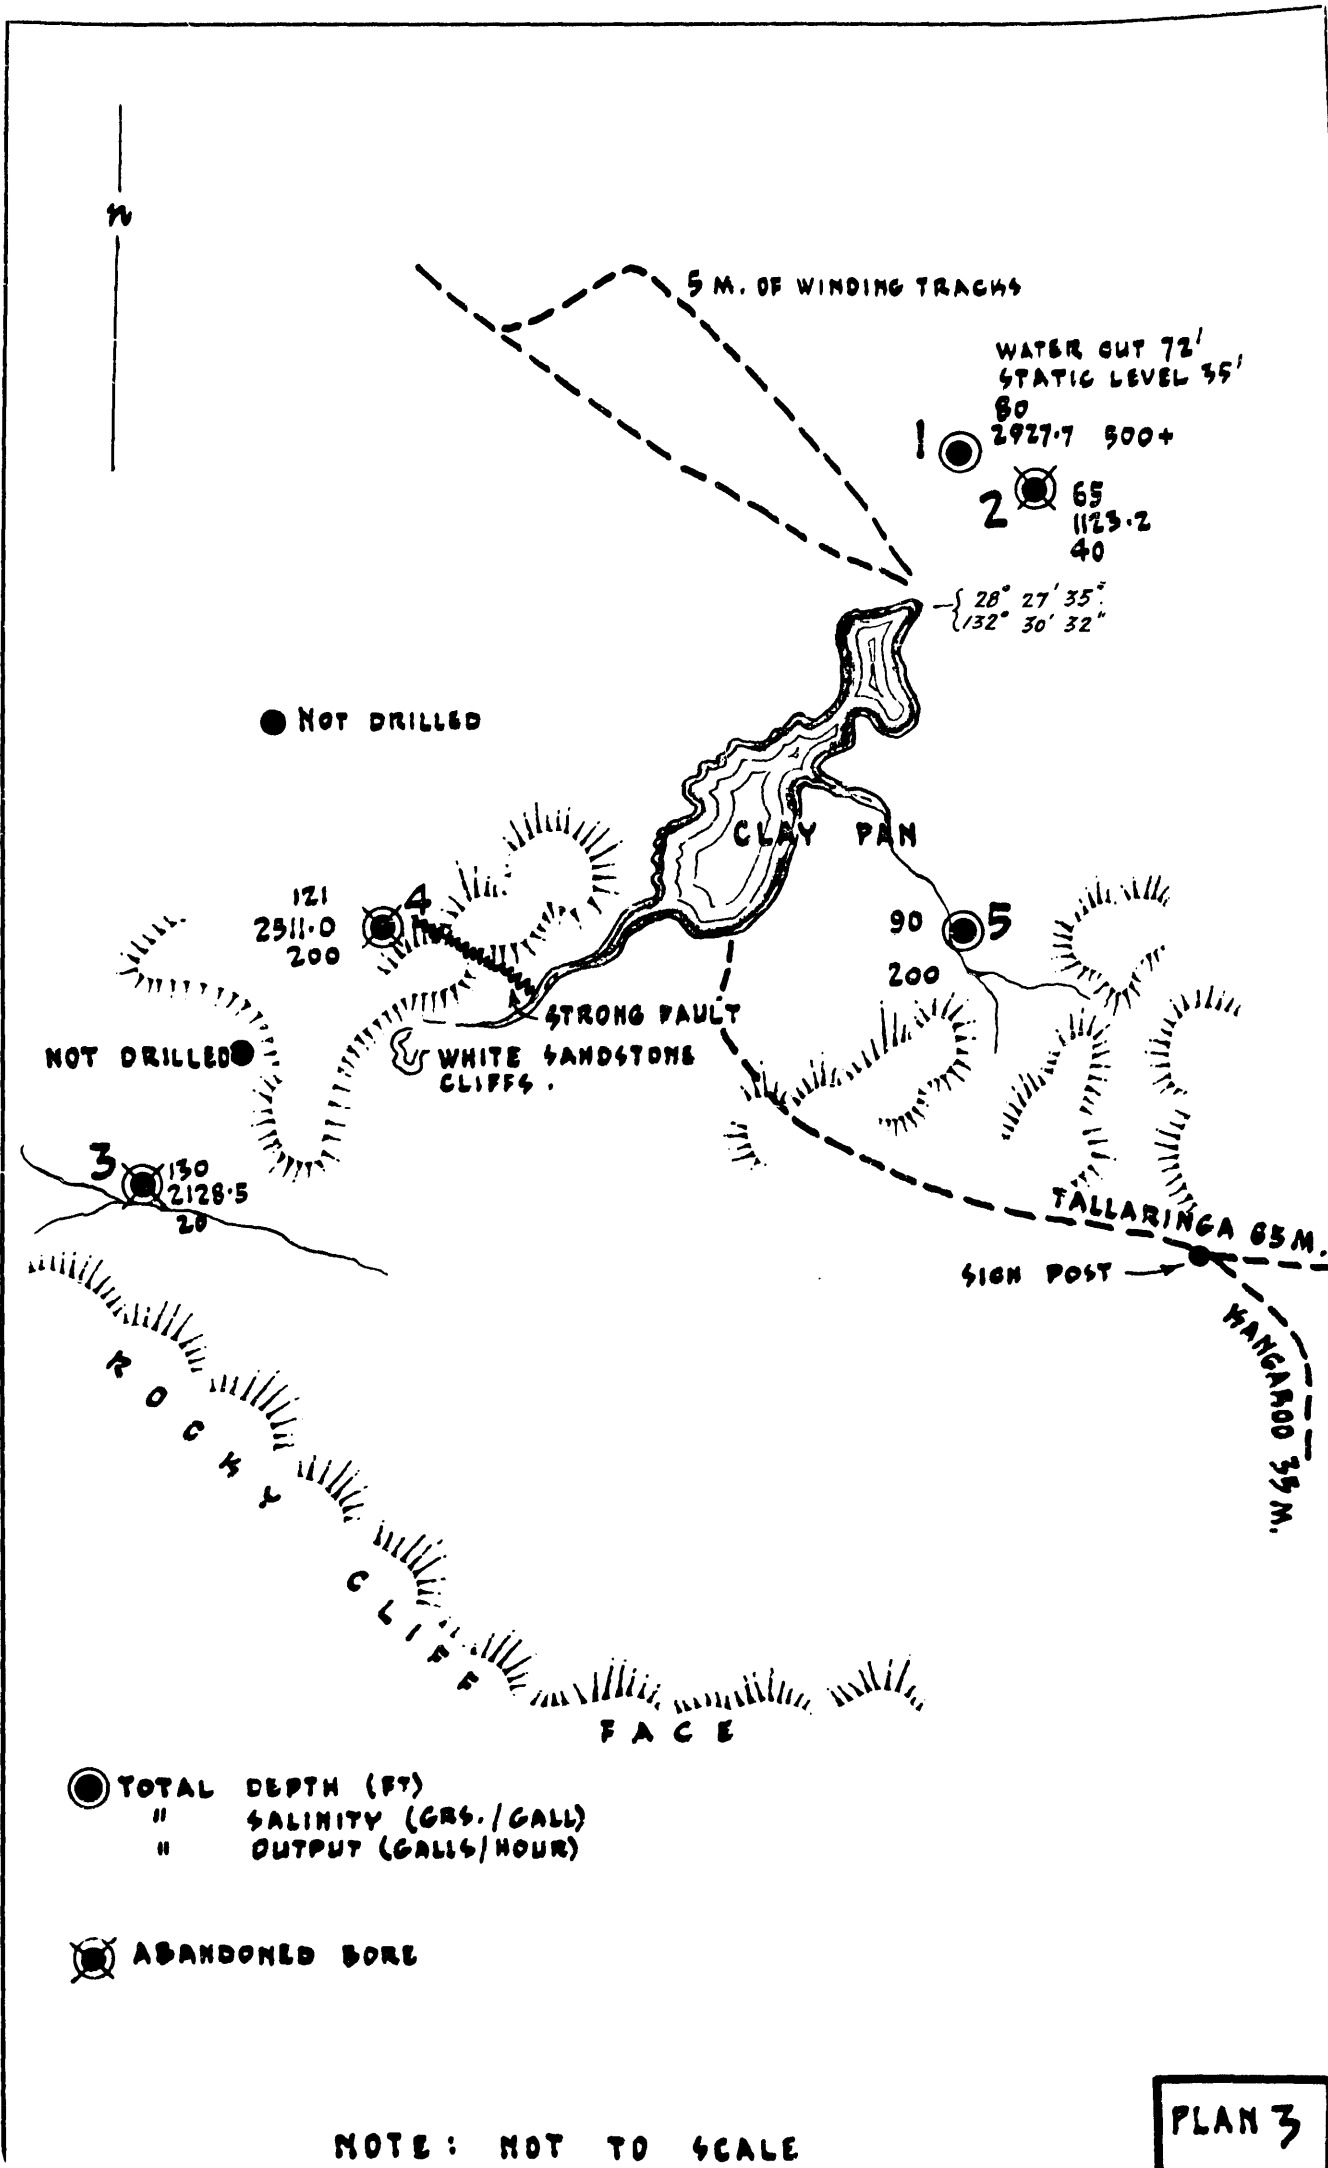 n
5 M. OF WINDING TRACKS
WATER CUT 72'
STATIC LEVEL 35'
80
1 2927·7 500+
2 65
1123·2
40
28° 27' 35"
132° 30' 32"
NOT DRILLED
CLAY PAN
121 4
2511·0
200
90 5
200
STRONG FAULT
NOT DRILLED
WHITE SANDSTONE
CLIFFS.
3 130
2128·5
20
TALLARINGA 65 M.
SIGN POST
KANGAROO 35 M.
ROCKY CLIFF FACE
TOTAL DEPTH (FT)
" SALINITY (GRS./GALL)
" OUTPUT (GALLS/HOUR)
ABANDONED BORE
PLAN 3
NOTE: NOT TO SCALE